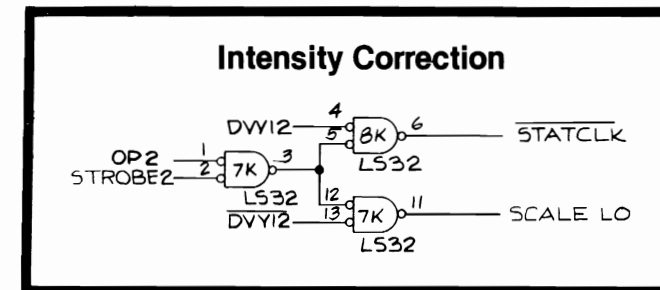 Intensity Correction
DVY12 4
5 8K 6 STATCLK
LS32
OP2 1
STROBE2 2 7K 3
LS32
12
DVY12 13 7K 11 SCALE LO
LS32